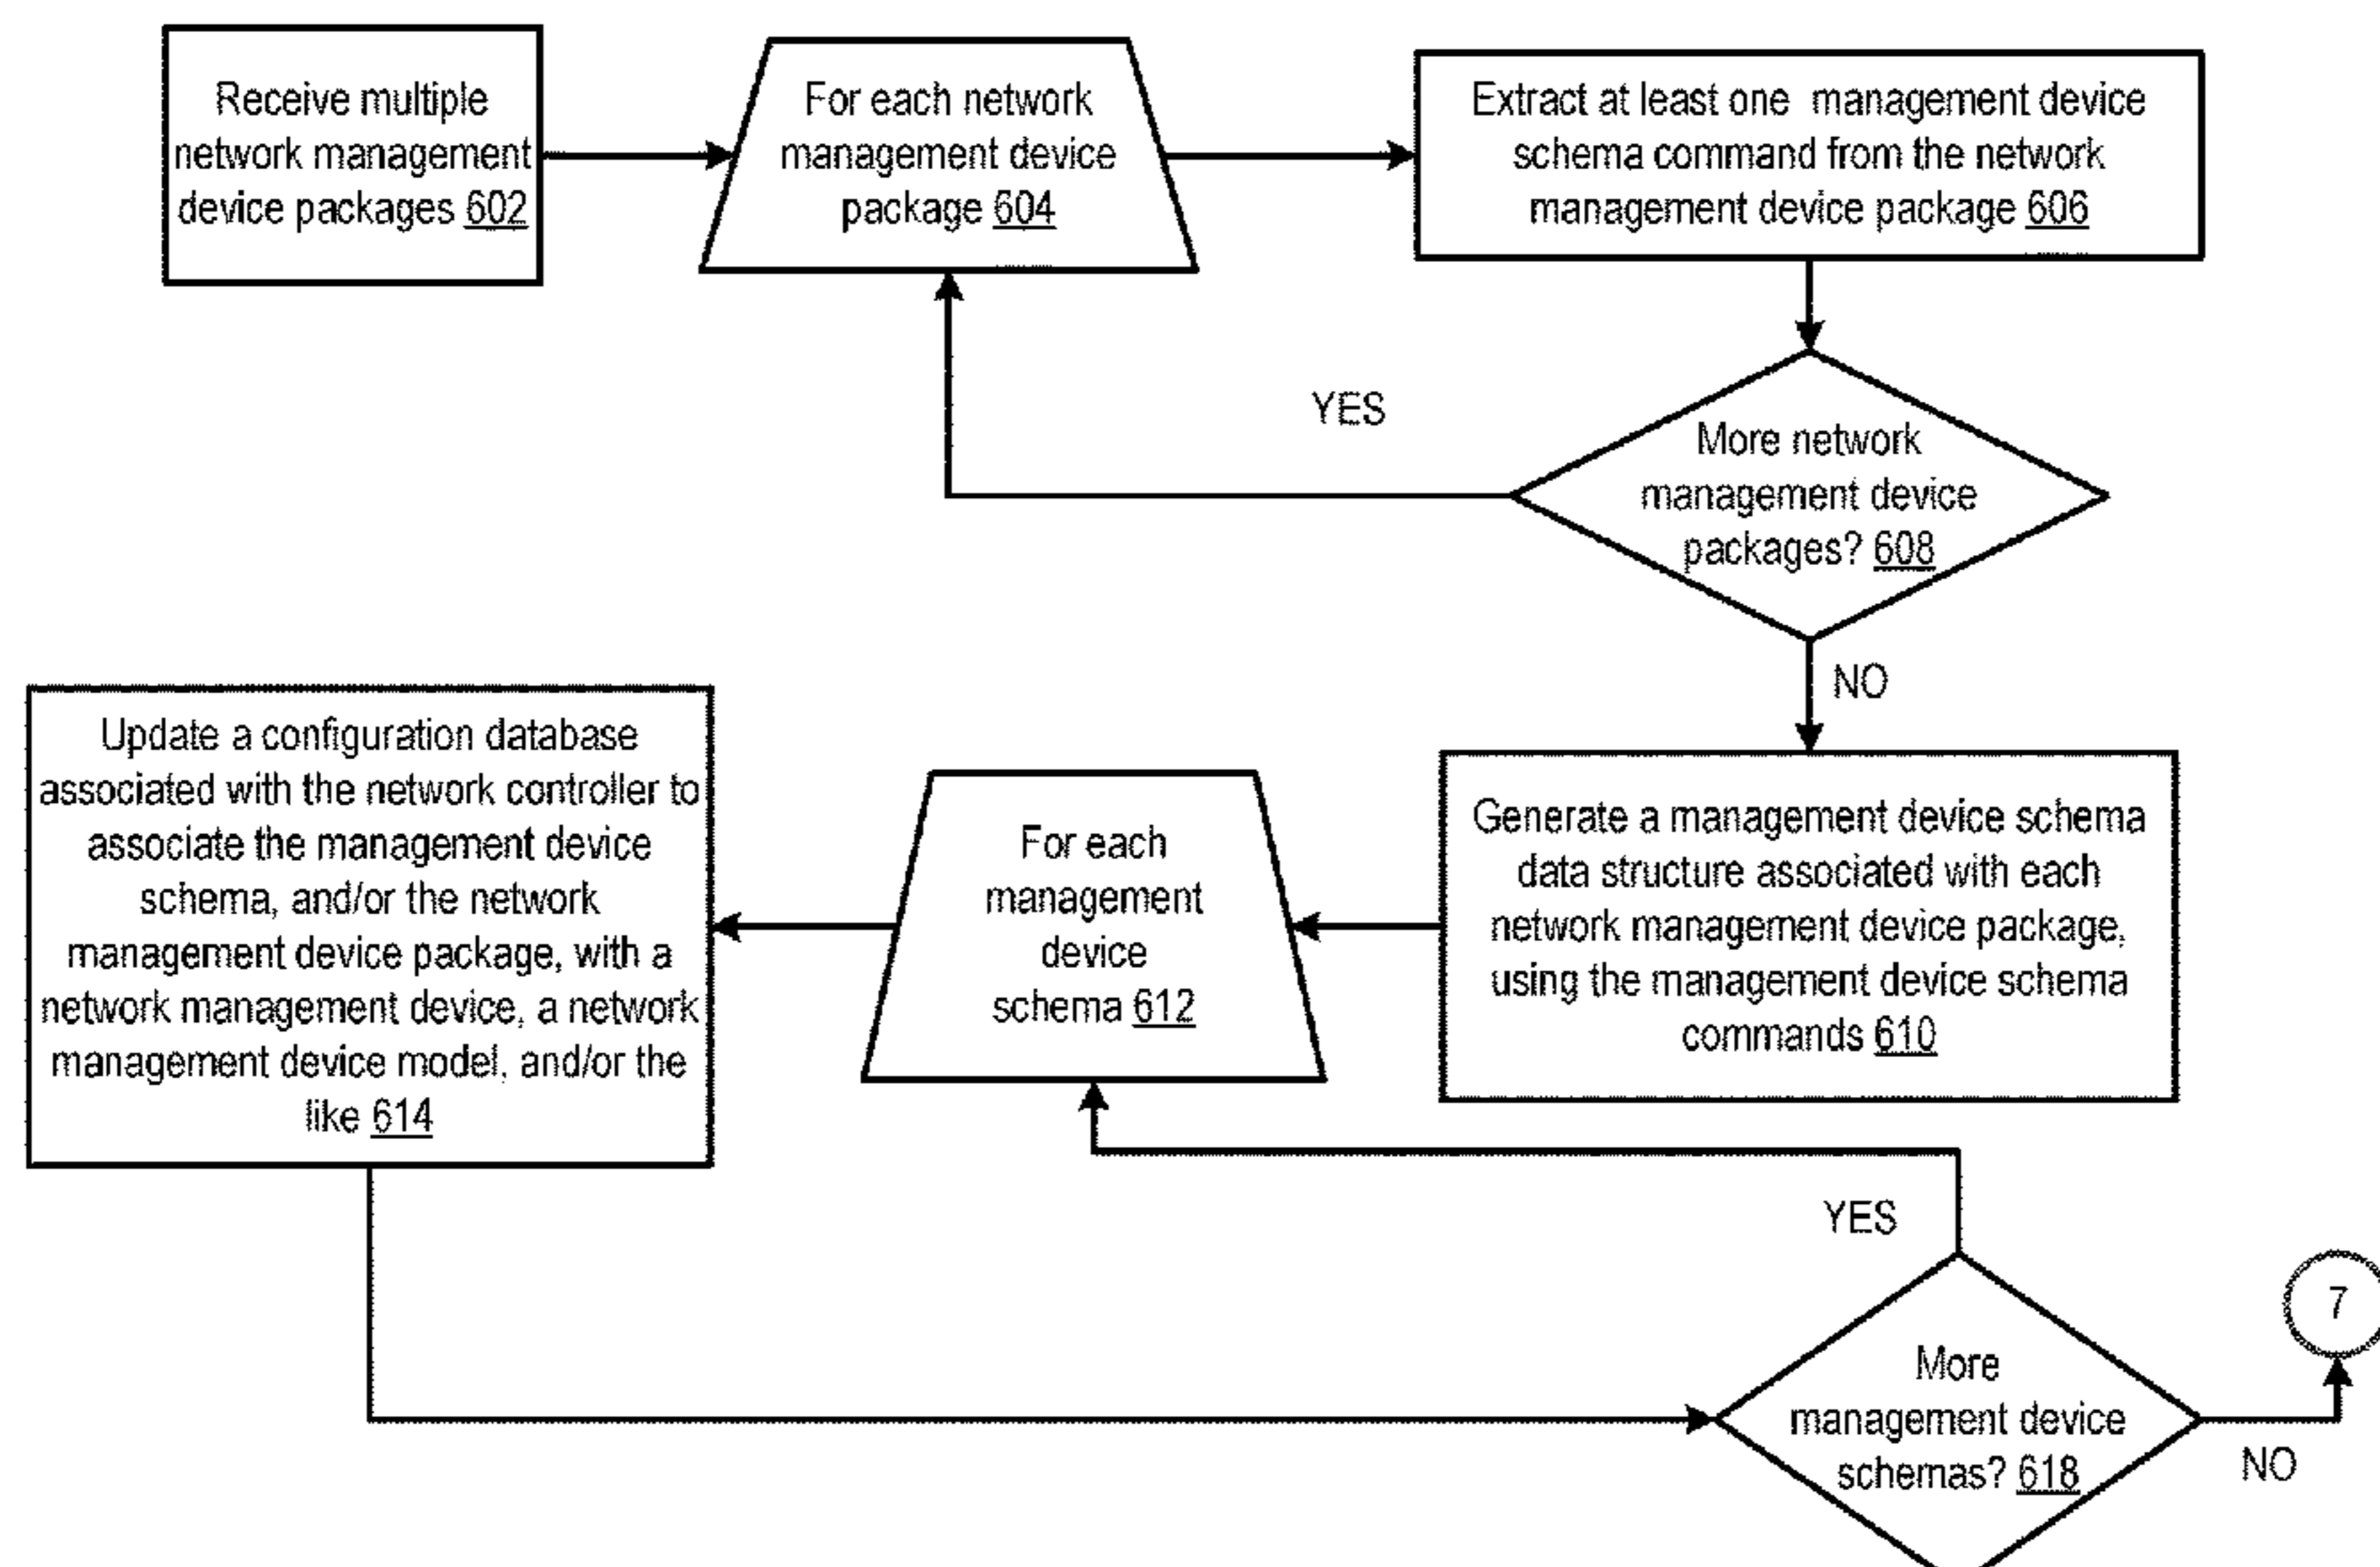 Receive multiple
network management
device packages 602
For each network
management device
package 604
Extract at least one management device
schema command from the network
management device package 606
YES
More network
management device
packages? 608
NO
Update a configuration database
associated with the network controller to
associate the management device
schema, and/or the network
management device package, with a
network management device, a network
management device model, and/or the
like 614
For each
management
device
schema 612
Generate a management device schema
data structure associated with each
network management device package,
using the management device schema
commands 610
YES
7
More
management device
schemas? 618
NO